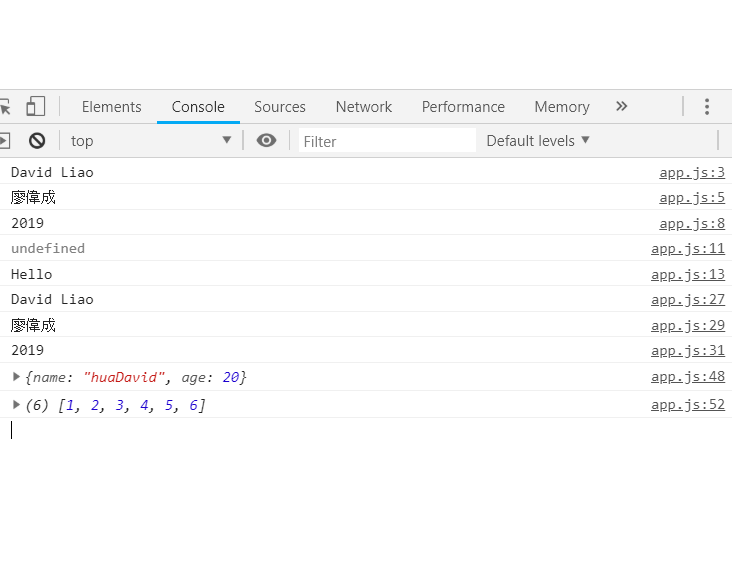 Elements Console Sources Network Performance Memory »
top ▼ Filter Default levels ▼
David Liao app.js:3
廖偉成 app.js:5
2019 app.js:8
undefined app.js:11
Hello app.js:13
David Liao app.js:27
廖偉成 app.js:29
2019 app.js:31
▶ {name: "huaDavid", age: 20} app.js:48
▶ (6) [1, 2, 3, 4, 5, 6] app.js:52